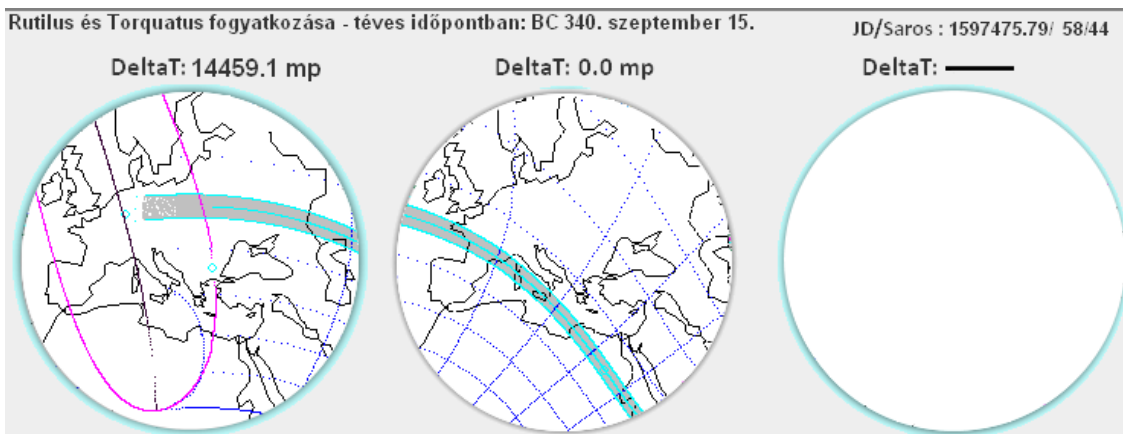 Rutilus és Torquatus fogyatkozása - téves időpontban: BC 340. szeptember 15.
JD/Saros : 1597475.79/ 58/44
DeltaT: 14459.1 mp
DeltaT: 0.0 mp
DeltaT: